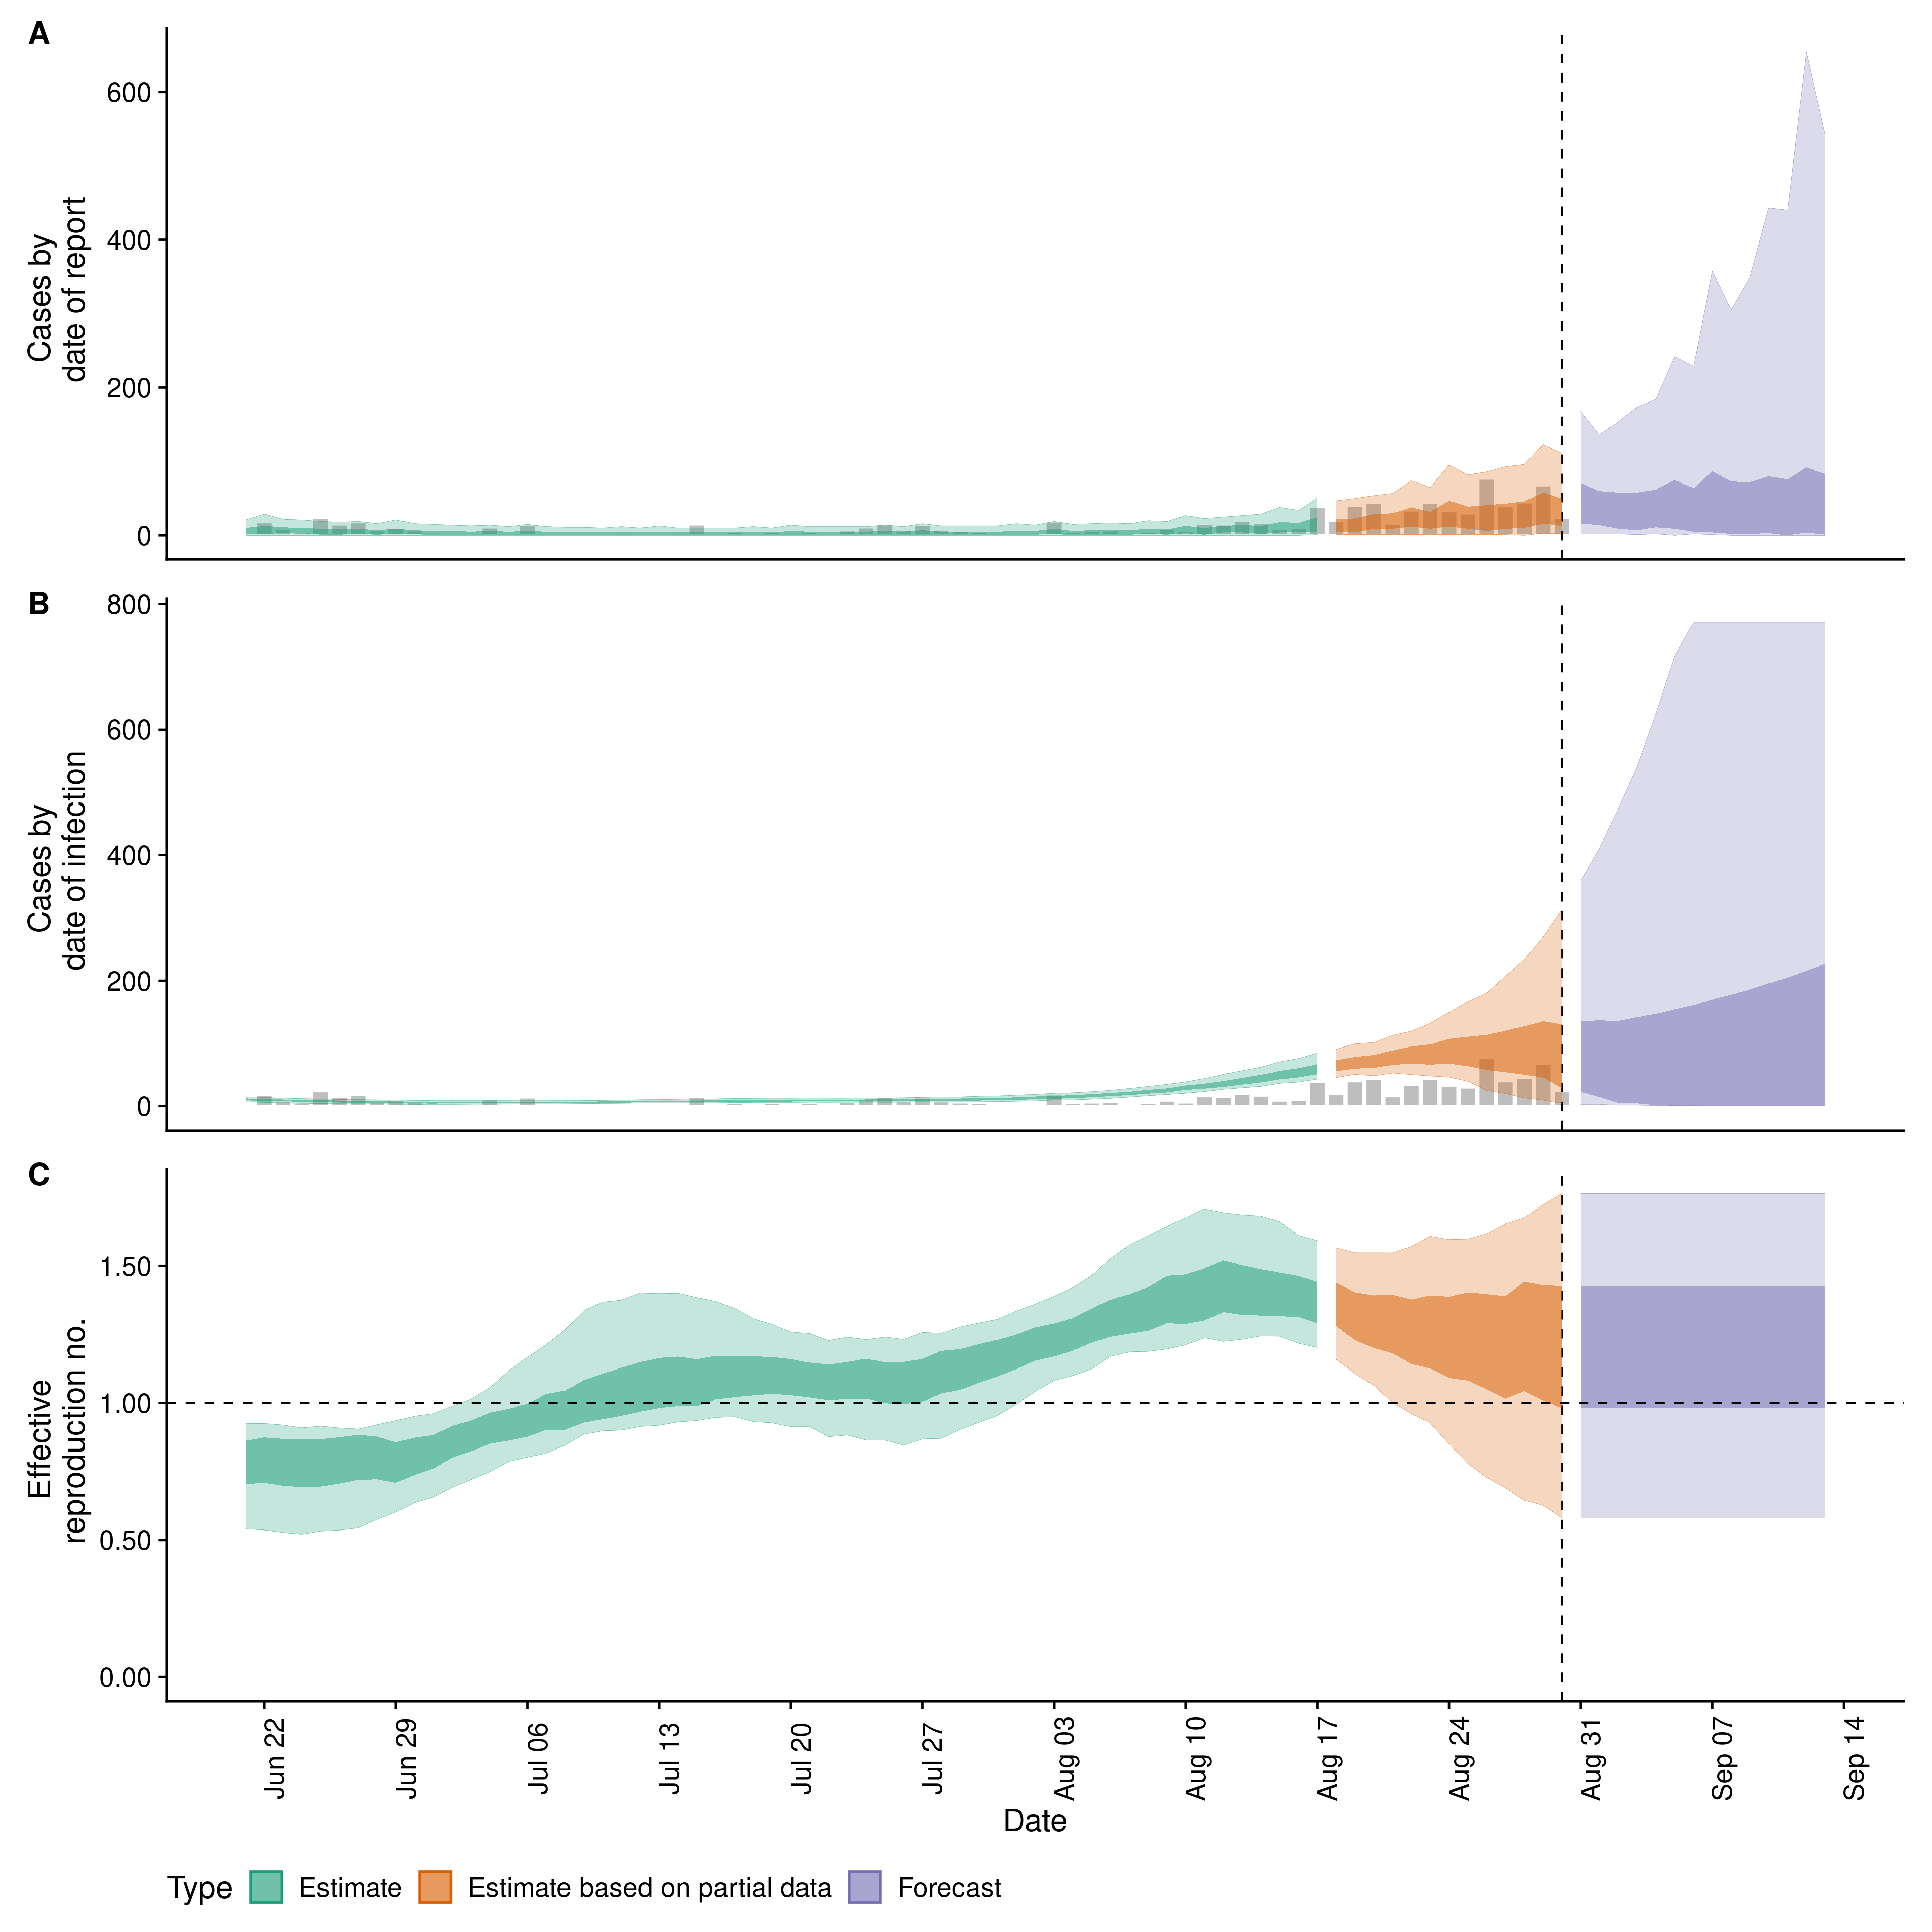 A
Cases by
date of report
600
400
200
0
B
Cases by
date of infection
800
600
400
200
0
C
Effective
reproduction no.
1.50
1.00
0.50
0.00
Jun 22
Jun 29
Jul 06
Jul 13
Jul 20
Jul 27
Aug 03
Aug 10
Aug 17
Aug 24
Aug 31
Sep 07
Sep 14
Date
Type Estimate Estimate based on partial data Forecast